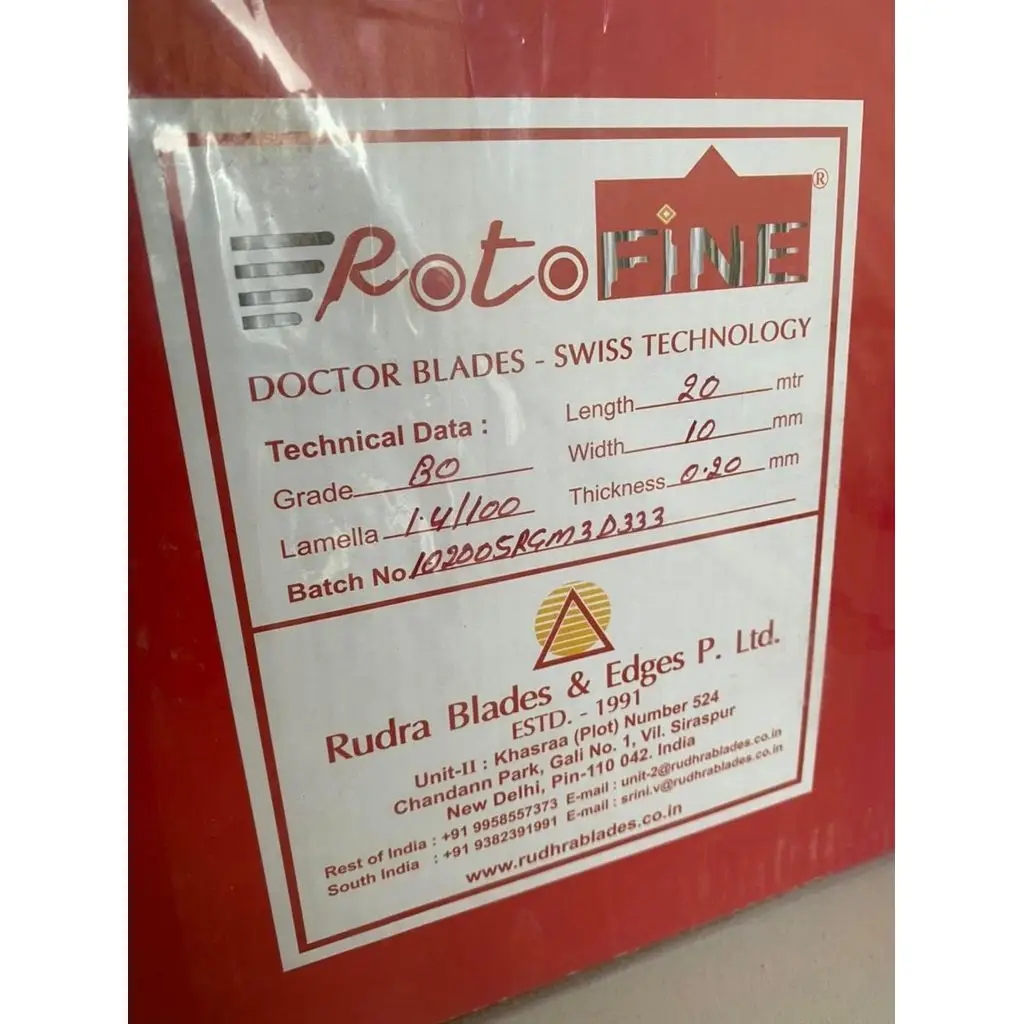 RotoFINE®
DOCTOR BLADES - SWISS TECHNOLOGY
Technical Data :
Grade BO
Lamella 1.4/100
Length 20 mtr
Width 10 mm
Thickness 0.20 mm
Batch No. 102005RGM3D333
Rudra Blades & Edges P. Ltd.
ESTD. - 1991
Unit-II : Khasraa (Plot) Number 524
Chandann Park, Gali No. 1, Vil. Siraspur
New Delhi, Pin-110 042. India
Rest of India : +91 9958557373 E-mail : unit-2@rudhrablades.co.in
South India : +91 9382391991 E-mail : srini.v@rudhrablades.co.in
www.rudhrablades.co.in